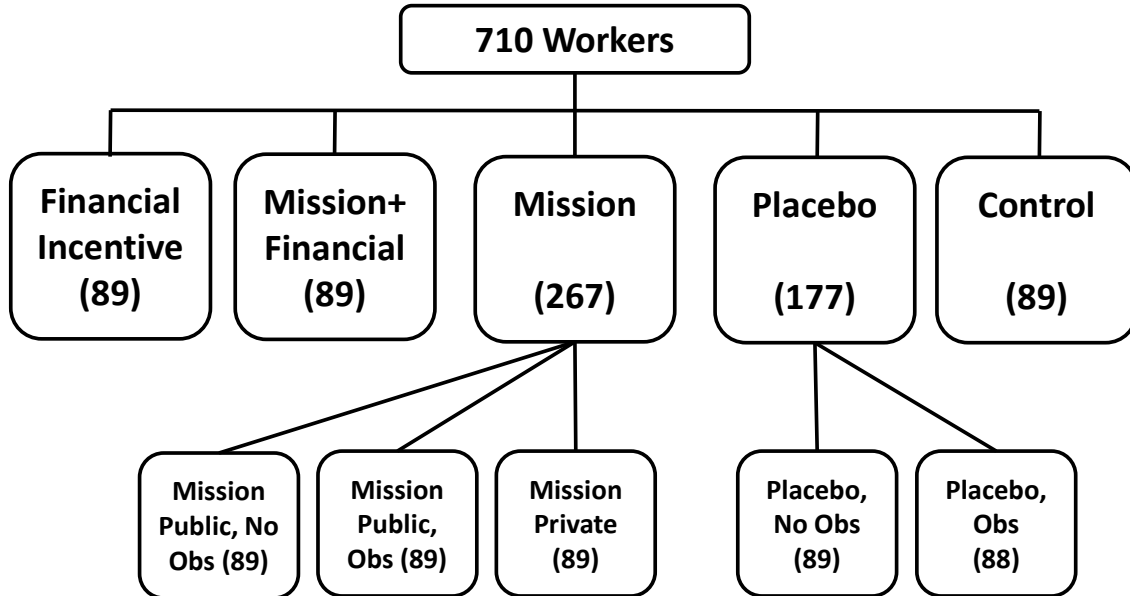 710 Workers
Financial
Incentive
(89)
Mission+
Financial
(89)
Mission
(267)
Placebo
(177)
Control
(89)
Mission
Public, No
Obs (89)
Mission
Public,
Obs (89)
Mission
Private
(89)
Placebo,
No Obs
(89)
Placebo,
Obs
(88)